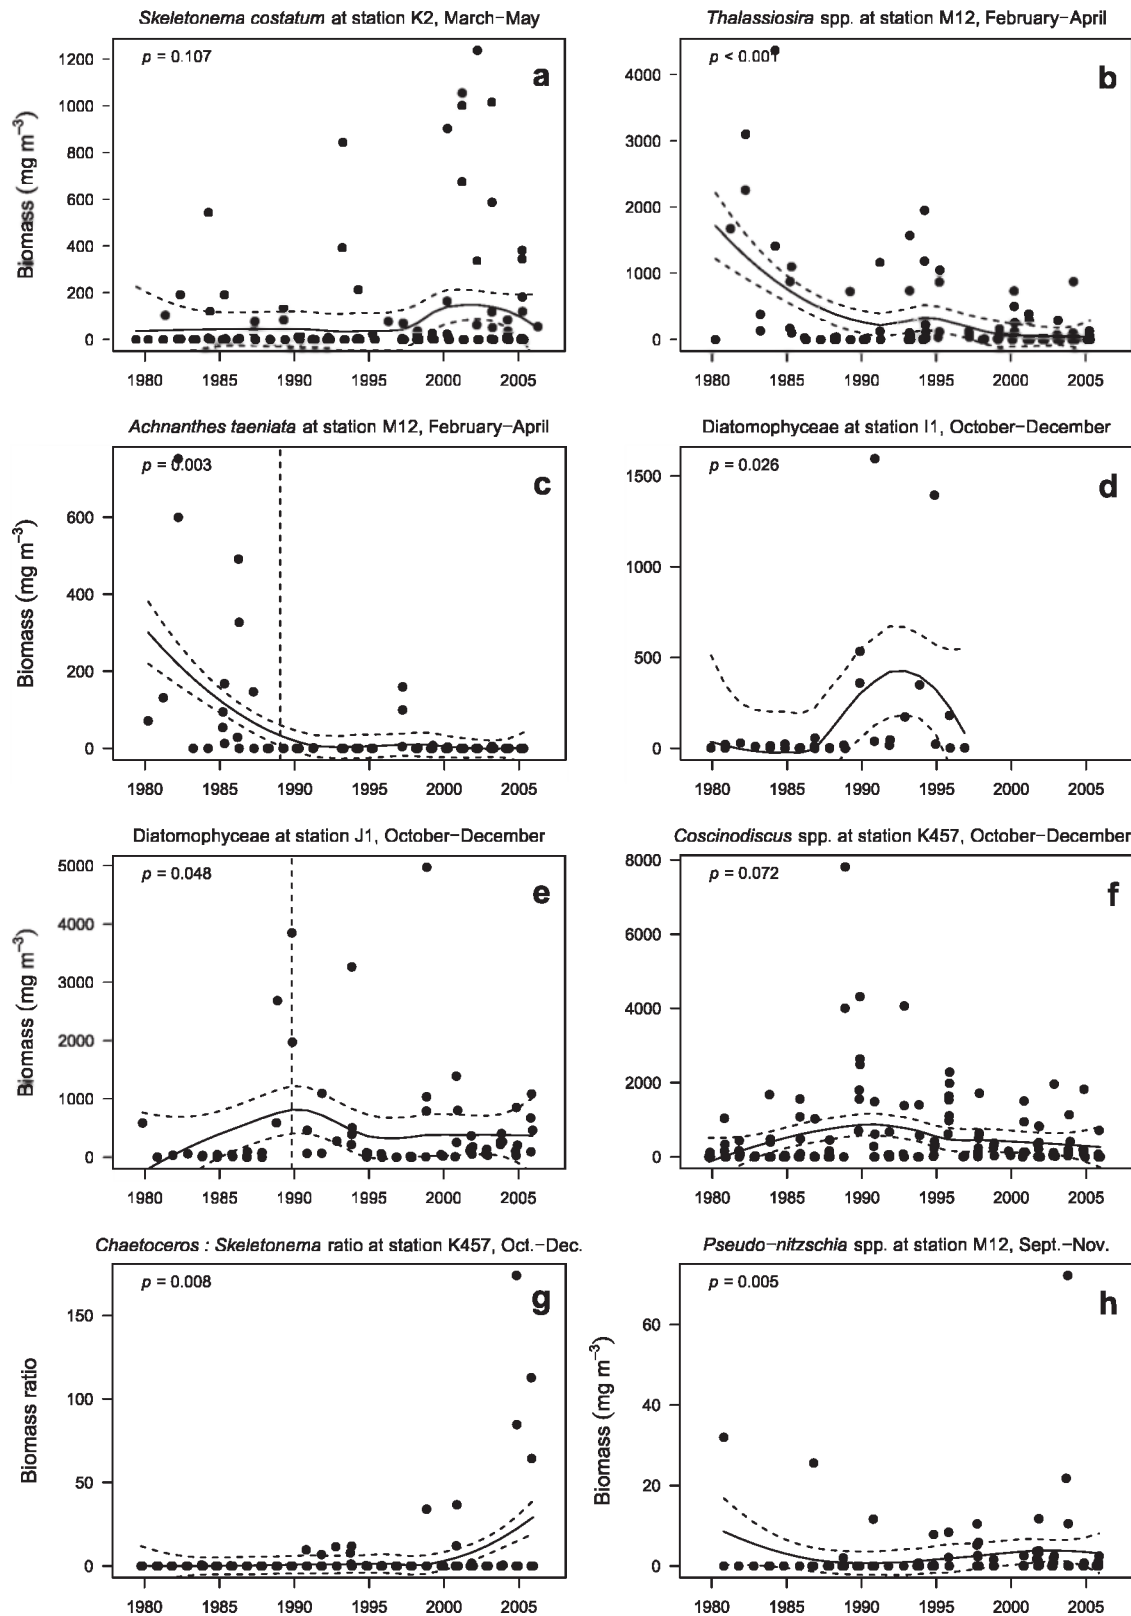 Skeletonema costatum at station K2, March−May
p = 0.107
a
Biomass (mg m−3)
1200
1000
800
600
400
200
0
1980 1985 1990 1995 2000 2005
Thalassiosira spp. at station M12, February−April
p < 0.001
b
4000
3000
2000
1000
0
1980 1985 1990 1995 2000 2005
Achnanthes taeniata at station M12, February−April
p = 0.003
c
Biomass (mg m−3)
600
400
200
0
1980 1985 1990 1995 2000 2005
Diatomophyceae at station I1, October−December
p = 0.026
d
1500
1000
500
0
1980 1985 1990 1995 2000 2005
Diatomophyceae at station J1, October−December
p = 0.048
e
Biomass (mg m−3)
5000
4000
3000
2000
1000
0
1980 1985 1990 1995 2000 2005
Coscinodiscus spp. at station K457, October−December
p = 0.072
f
8000
6000
4000
2000
0
1980 1985 1990 1995 2000 2005
Chaetoceros : Skeletonema ratio at station K457, Oct.−Dec.
p = 0.008
g
Biomass ratio
150
100
50
0
1980 1985 1990 1995 2000 2005
Pseudo−nitzschia spp. at station M12, Sept.−Nov.
p = 0.005
h
Biomass (mg m−3)
60
40
20
0
1980 1985 1990 1995 2000 2005